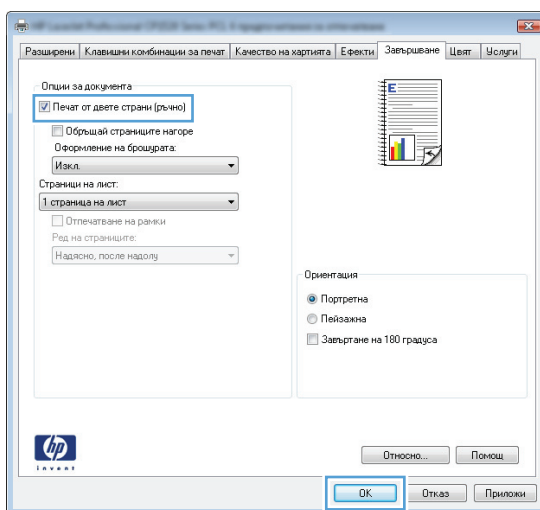 Разширени
Клавишни комбинации за печат
Качество на хартията
Ефекти
Завършване
Цвят
Услуги
Опции за документа
Печат от двете страни (ръчно)
Обръщай страниците нагоре
Оформление на брошурата:
Изкл.
Страници на лист:
1 страница на лист
Отпечатване на рамки
Ред на страниците:
Надясно, после надолу
E
Ориентация
Портретна
Пейзажна
Завъртане на 180 градуса
hp
invent
Относно...
Помощ
OK
Отказ
Приложи